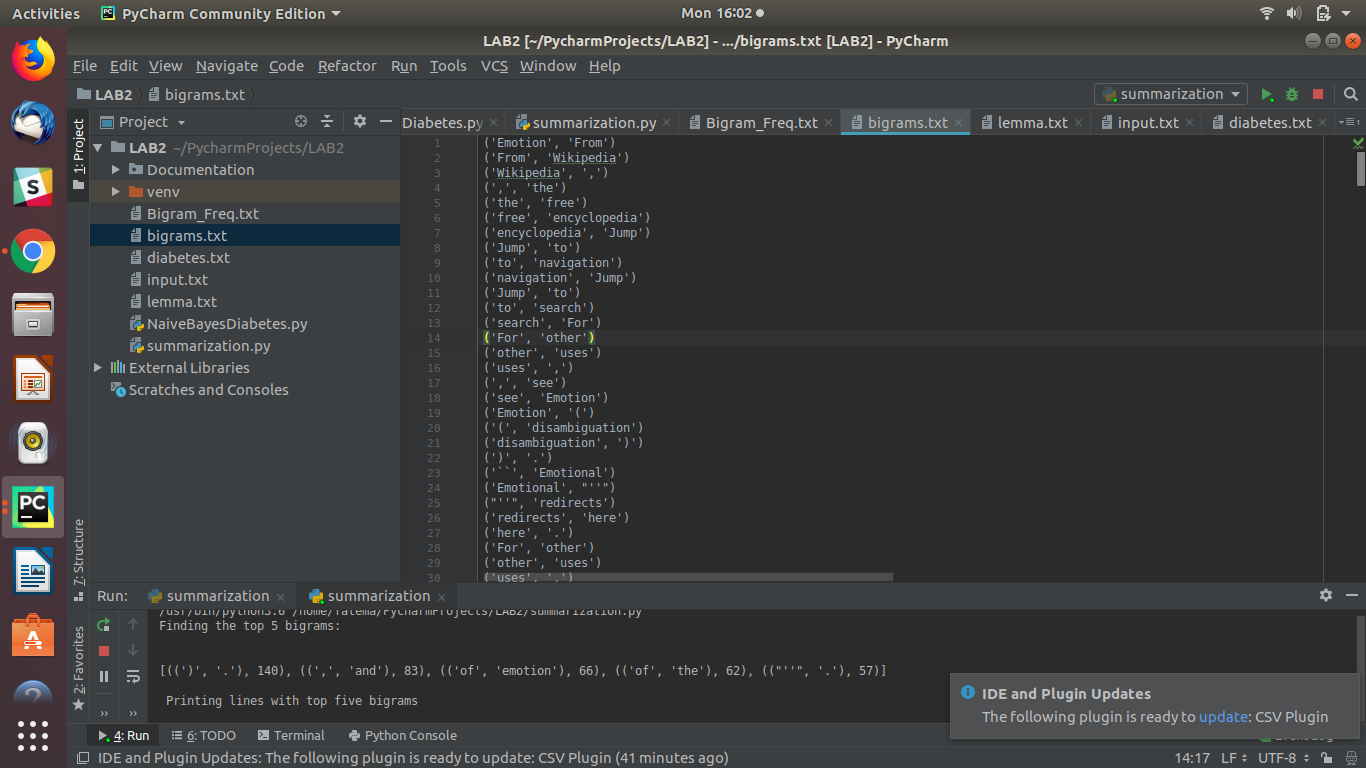 Activities PyCharm Community Edition Mon 16:02
LAB2 [~/PycharmProjects/LAB2] - .../bigrams.txt [LAB2] - PyCharm
File Edit View Navigate Code Refactor Run Tools VCS Window Help
LAB2 bigrams.txt summarization
Project
Diabetes.py summarization.py Bigram_Freq.txt bigrams.txt lemma.txt input.txt diabetes.txt 1
1: Project
LAB2 ~/PycharmProjects/LAB2
Documentation
venv
Bigram_Freq.txt
bigrams.txt
diabetes.txt
input.txt
lemma.txt
NaiveBayesDiabetes.py
summarization.py
External Libraries
Scratches and Consoles
1 ('Emotion', 'From')
2 ('From', 'Wikipedia')
3 ('Wikipedia', ',')
4 (',', 'the')
5 ('the', 'free')
6 ('free', 'encyclopedia')
7 ('encyclopedia', 'Jump')
8 ('Jump', 'to')
9 ('to', 'navigation')
10 ('navigation', 'Jump')
11 ('Jump', 'to')
12 ('to', 'search')
13 ('search', 'For')
14 ('For', 'other')
15 ('other', 'uses')
16 ('uses', ',')
17 (',', 'see')
18 ('see', 'Emotion')
19 ('Emotion', '(')
20 ('(', 'disambiguation')
21 ('disambiguation', ')')
22 (')', '.')
23 ('``', 'Emotional')
24 ('Emotional', "''")
25 ("''", 'redirects')
26 ('redirects', 'here')
27 ('here', '.')
28 ('For', 'other')
29 ('other', 'uses')
30 ('uses', ',')
7: Structure
2: Favorites
Run: summarization summarization
/usr/bin/python3.6 /home/fatema/PycharmProjects/LAB2/summarization.py
Finding the top 5 bigrams:
[((')', '.'), 140), ((',', 'and'), 83), (('of', 'emotion'), 66), (('of', 'the'), 62), (("''", '.'), 57)]
Printing lines with top five bigrams
IDE and Plugin Updates
The following plugin is ready to update: CSV Plugin
4: Run 6: TODO Terminal Python Console
IDE and Plugin Updates: The following plugin is ready to update: CSV Plugin (41 minutes ago) 14:17 LF UTF-8